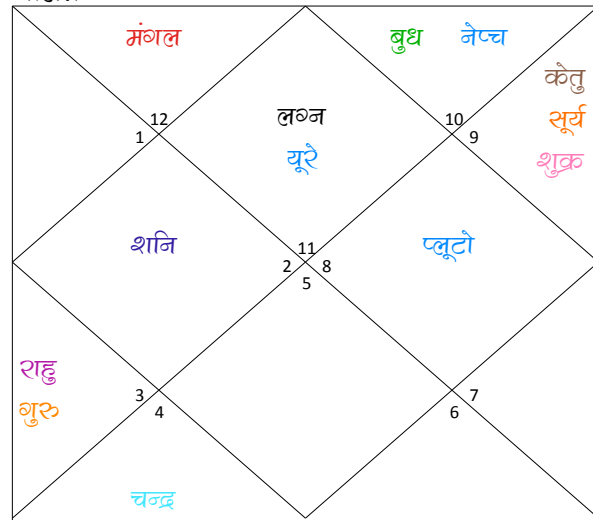 मंगल
बुध नेप्च
केतु
12
लग्न
10
सूर्य
1
9
यूरे
शुक्र
शनि
11
प्लूटो
2
8
5
राहु
3
7
गुरु
4
6
चन्द्र